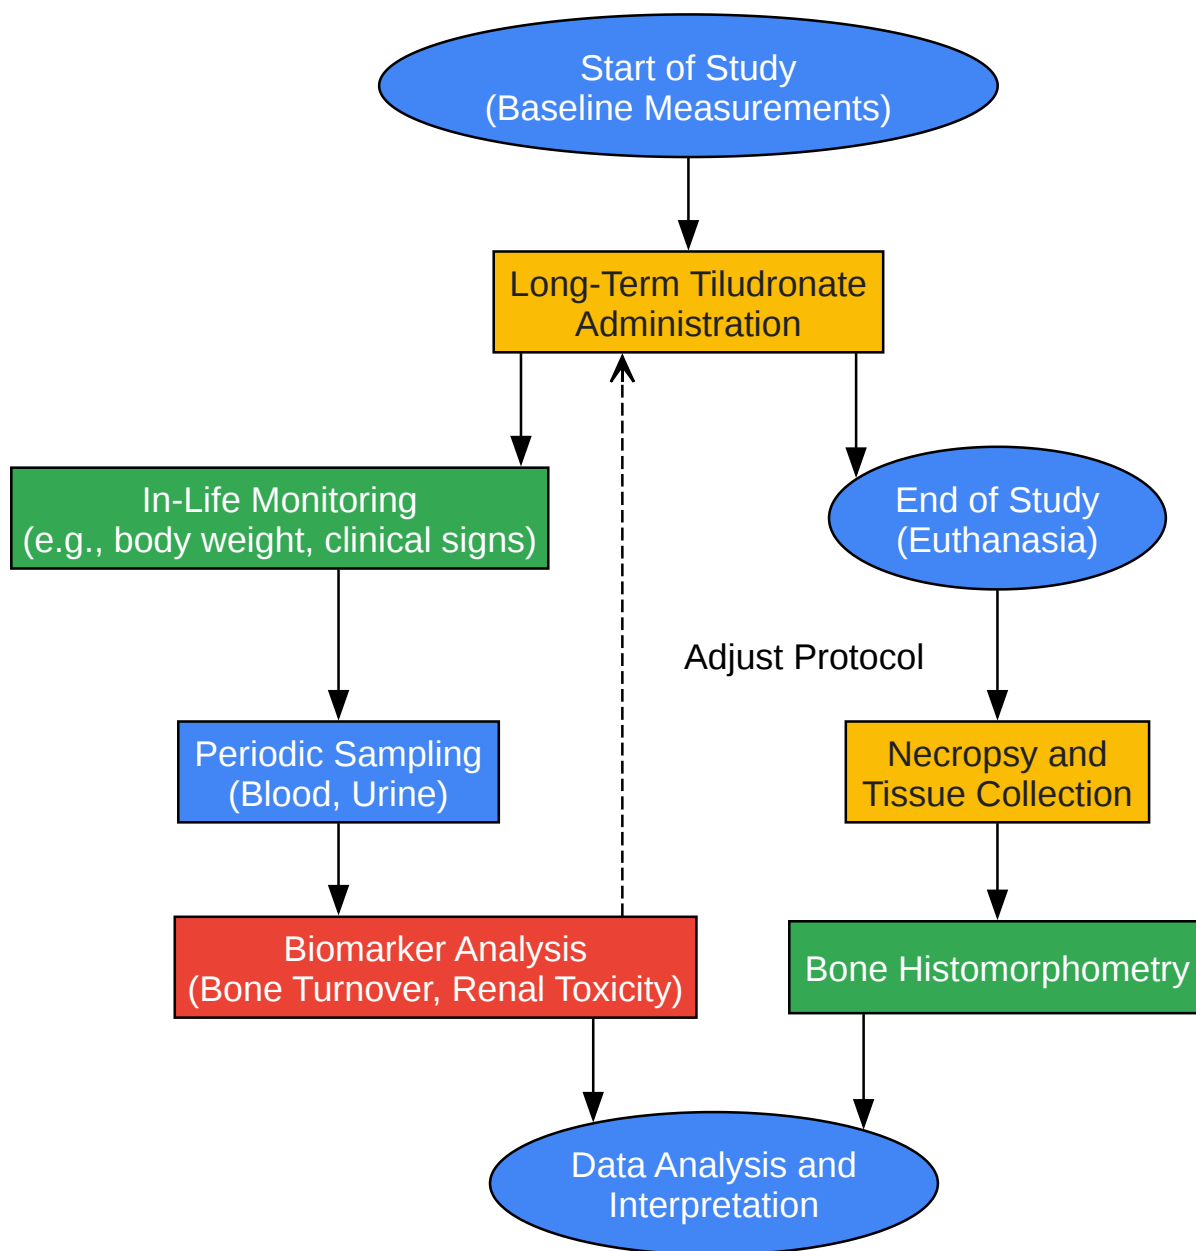 Start of Study
(Baseline Measurements)
Long-Term Tiludronate
Administration
In-Life Monitoring
(e.g., body weight, clinical signs)
End of Study
(Euthanasia)
Adjust Protocol
Periodic Sampling
(Blood, Urine)
Necropsy and
Tissue Collection
Biomarker Analysis
(Bone Turnover, Renal Toxicity)
Bone Histomorphometry
Data Analysis and
Interpretation